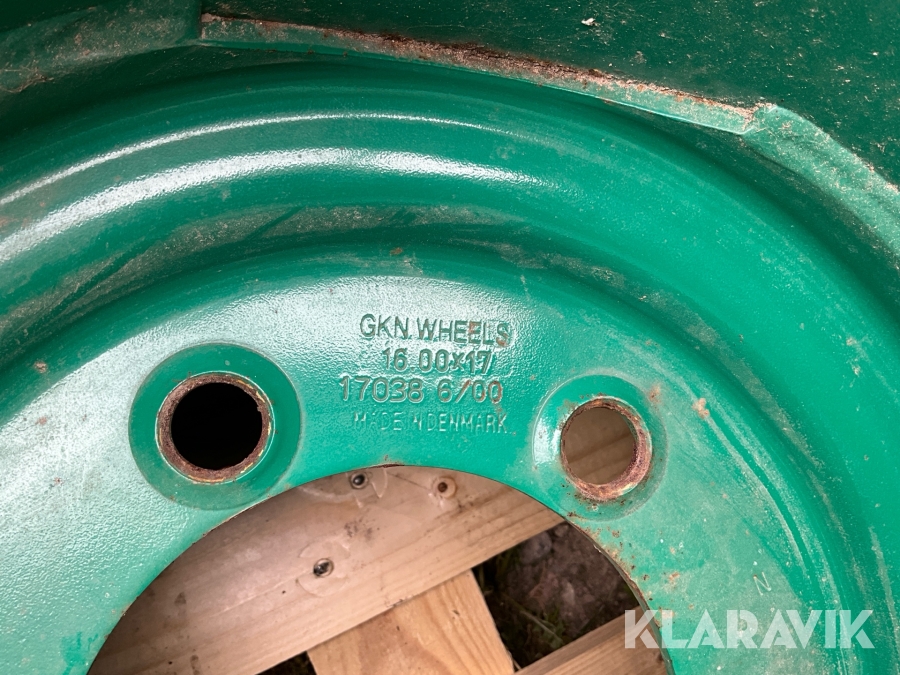 GKN WHEELS
16.00x17
17038 6/00
MADE IN DENMARK
N
KLARAVIK